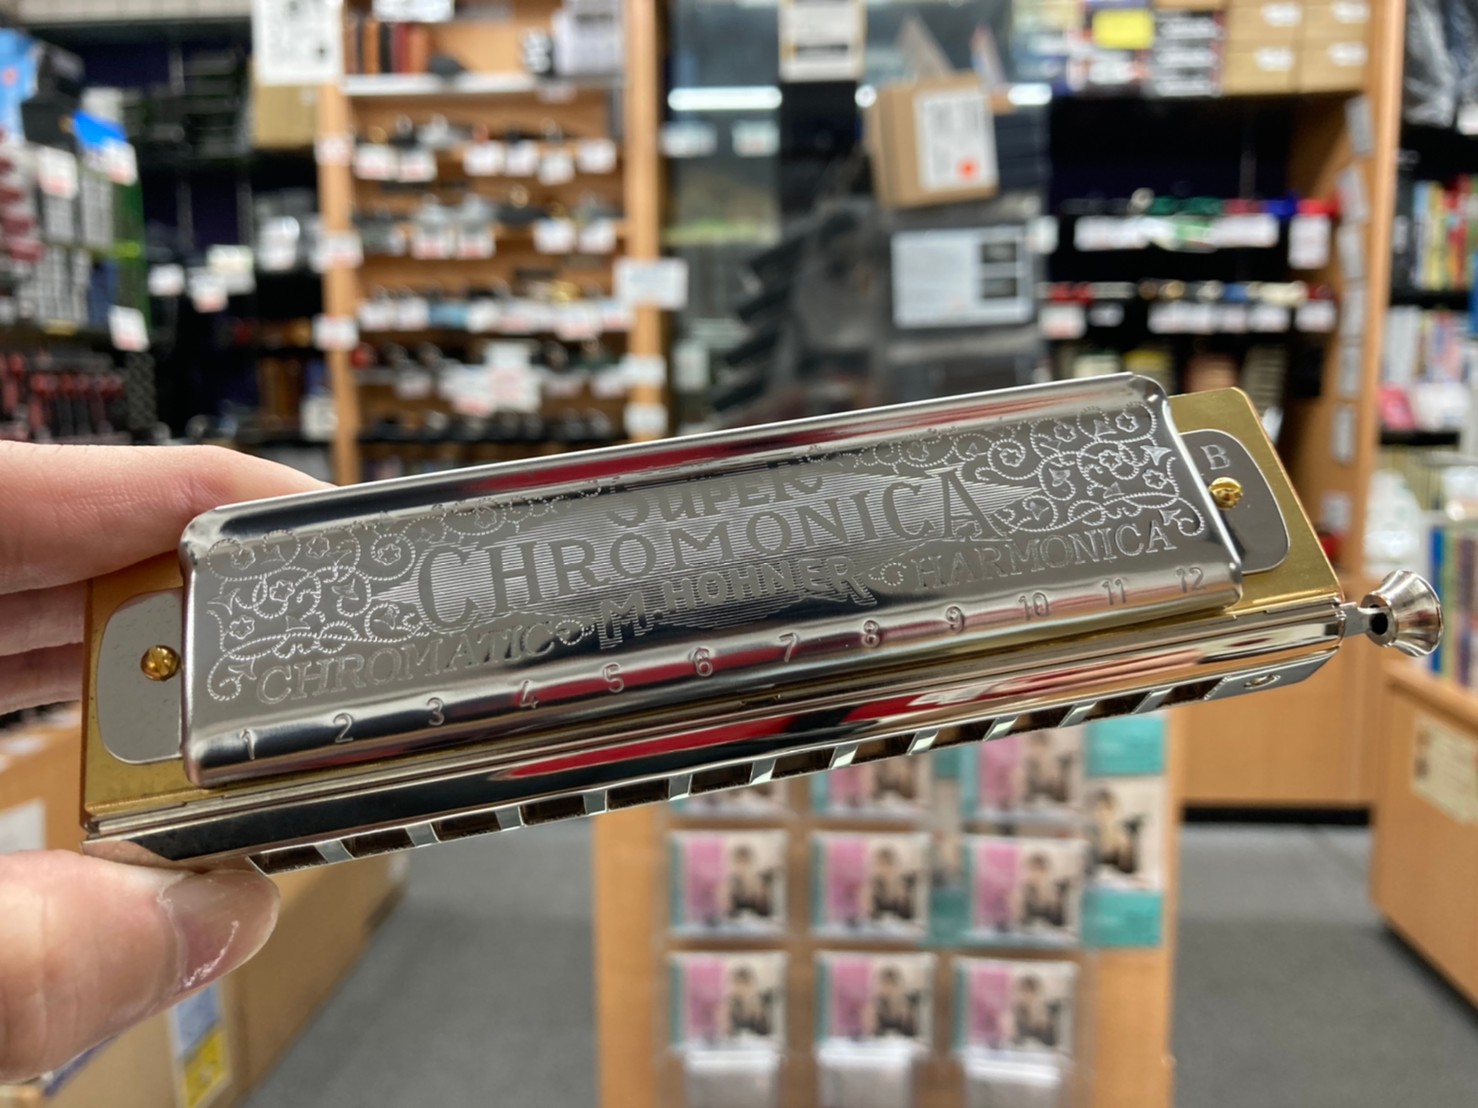 SUPER
CHROMONICA
CHROMATIC M. HOHNER HARMONICA
1 2 3 4 5 6 7 8 9 10 11 12
B